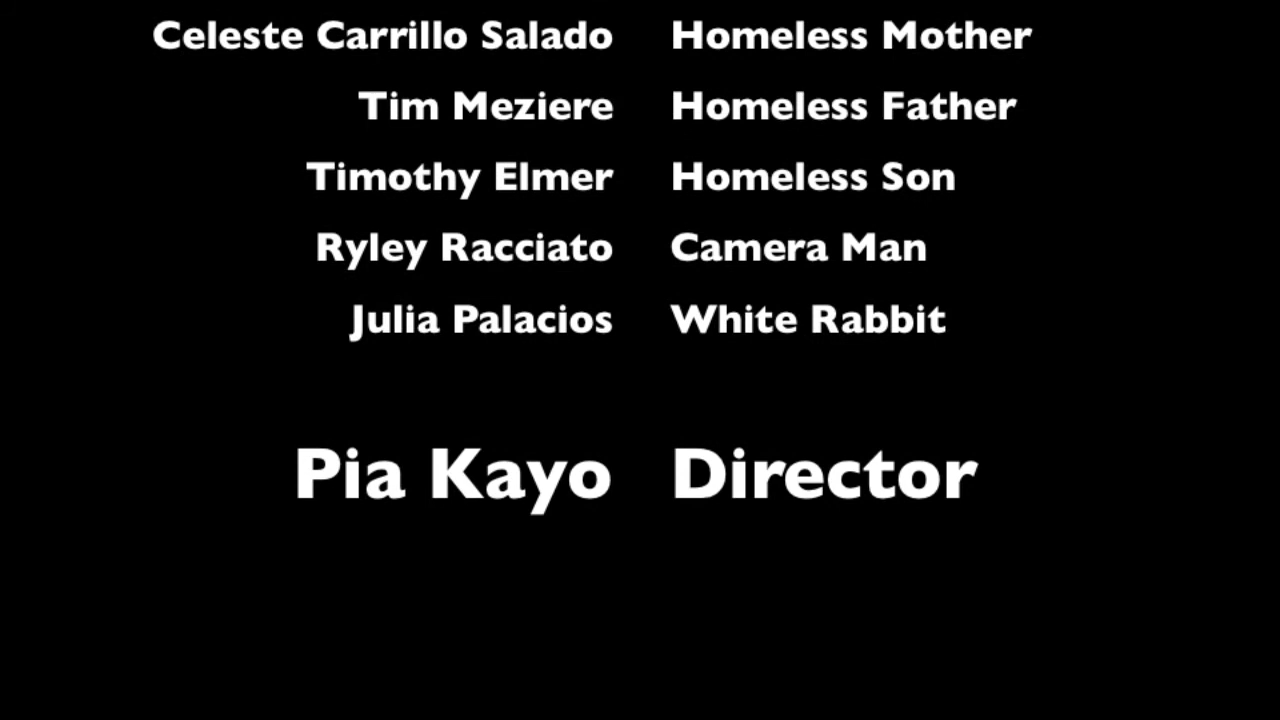 Celeste Carrillo Salado Homeless Mother
Tim Meziere Homeless Father
Timothy Elmer Homeless Son
Ryley Racciato Camera Man
Julia Palacios White Rabbit
Pia Kayo Director